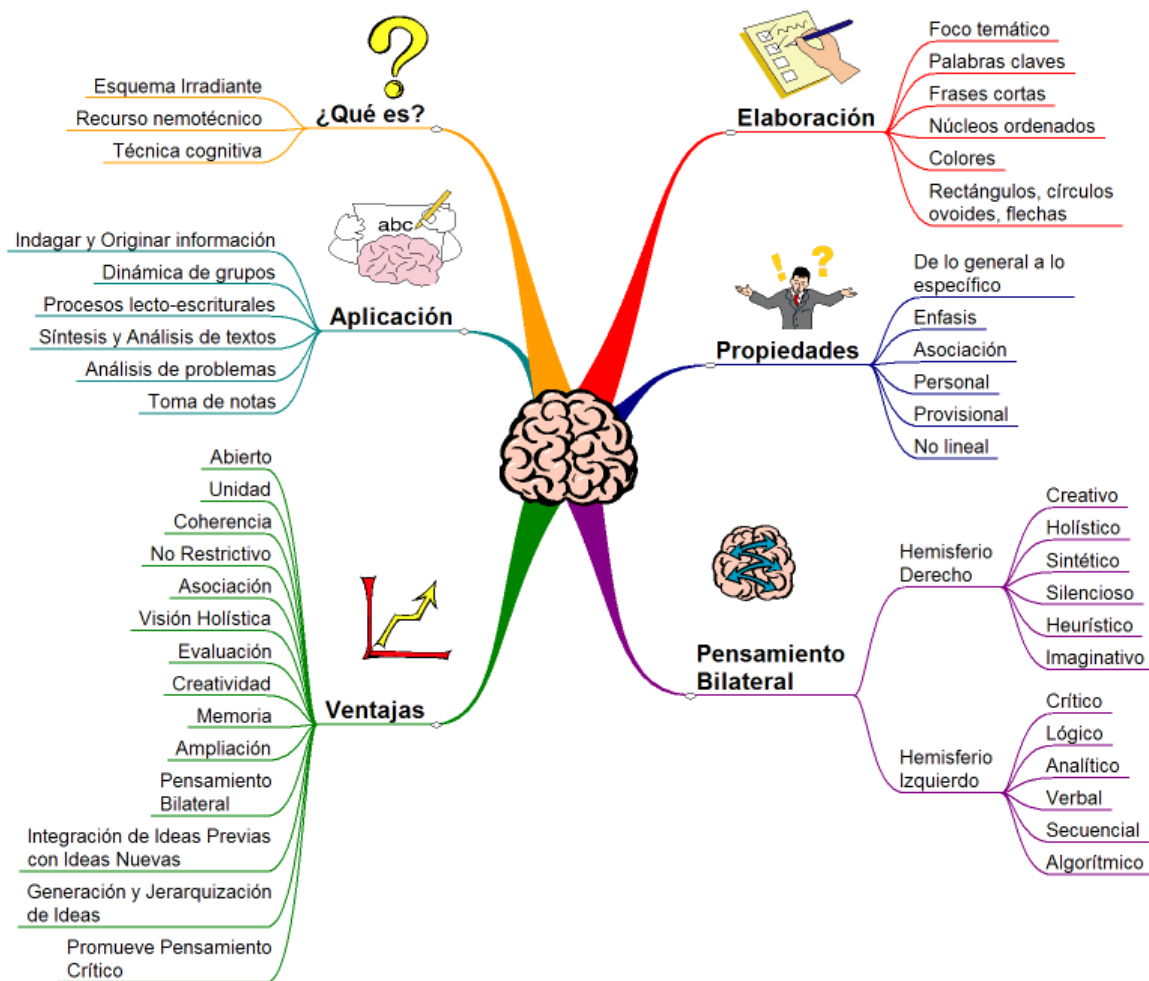 ¿Qué es?
Esquema Irradiante
Recurso nemotécnico
Técnica cognitiva
abc
Aplicación
Indagar y Originar información
Dinámica de grupos
Procesos lecto-escriturales
Síntesis y Análisis de textos
Análisis de problemas
Toma de notas
Ventajas
Abierto
Unidad
Coherencia
No Restrictivo
Asociación
Visión Holística
Evaluación
Creatividad
Memoria
Ampliación
Pensamiento
Bilateral
Integración de Ideas Previas
con Ideas Nuevas
Generación y Jerarquización
de Ideas
Promueve Pensamiento
Crítico
Elaboración
Foco temático
Palabras claves
Frases cortas
Núcleos ordenados
Colores
Rectángulos, círculos
ovoides, flechas
Propiedades
De lo general a lo
específico
Enfasis
Asociación
Personal
Provisional
No lineal
Pensamiento
Bilateral
Hemisferio
Derecho
Creativo
Holístico
Sintético
Silencioso
Heurístico
Imaginativo
Hemisferio
Izquierdo
Crítico
Lógico
Analítico
Verbal
Secuencial
Algorítmico